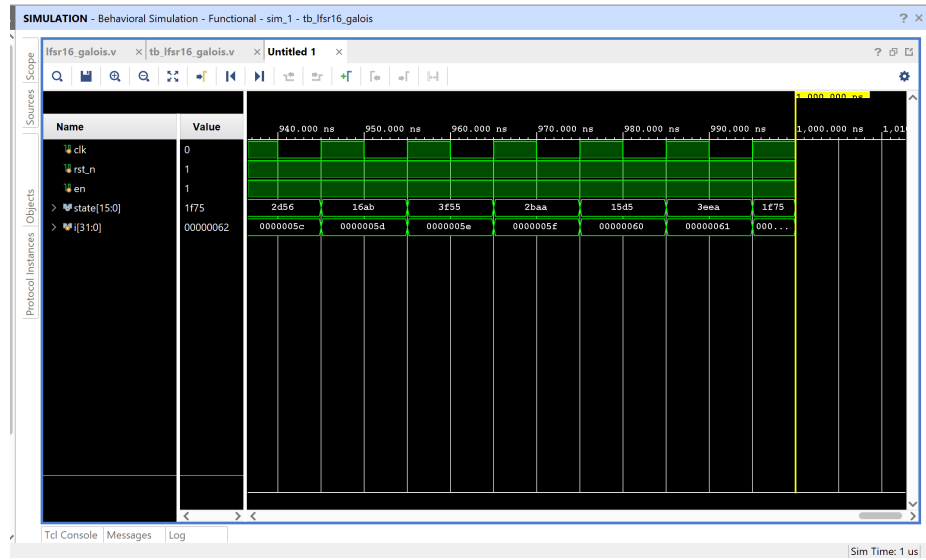 SIMULATION - Behavioral Simulation - Functional - sim_1 - tb_lfsr16_galois
lfsr16_galois.v tb_lfsr16_galois.v Untitled 1
Scope
Sources
Objects
Protocol Instances
1,000.000 ns
Name Value
940.000 ns 950.000 ns 960.000 ns 970.000 ns 980.000 ns 990.000 ns 1,000.000 ns 1,01
clk 0
rst_n 1
en 1
state[15:0] 1f75 2d56 16ab 3f55 2baa 15d5 3eea 1f75
i[31:0] 00000062 0000005c 0000005d 0000005e 0000005f 00000060 00000061 000...
Tcl Console Messages Log
Sim Time: 1 us